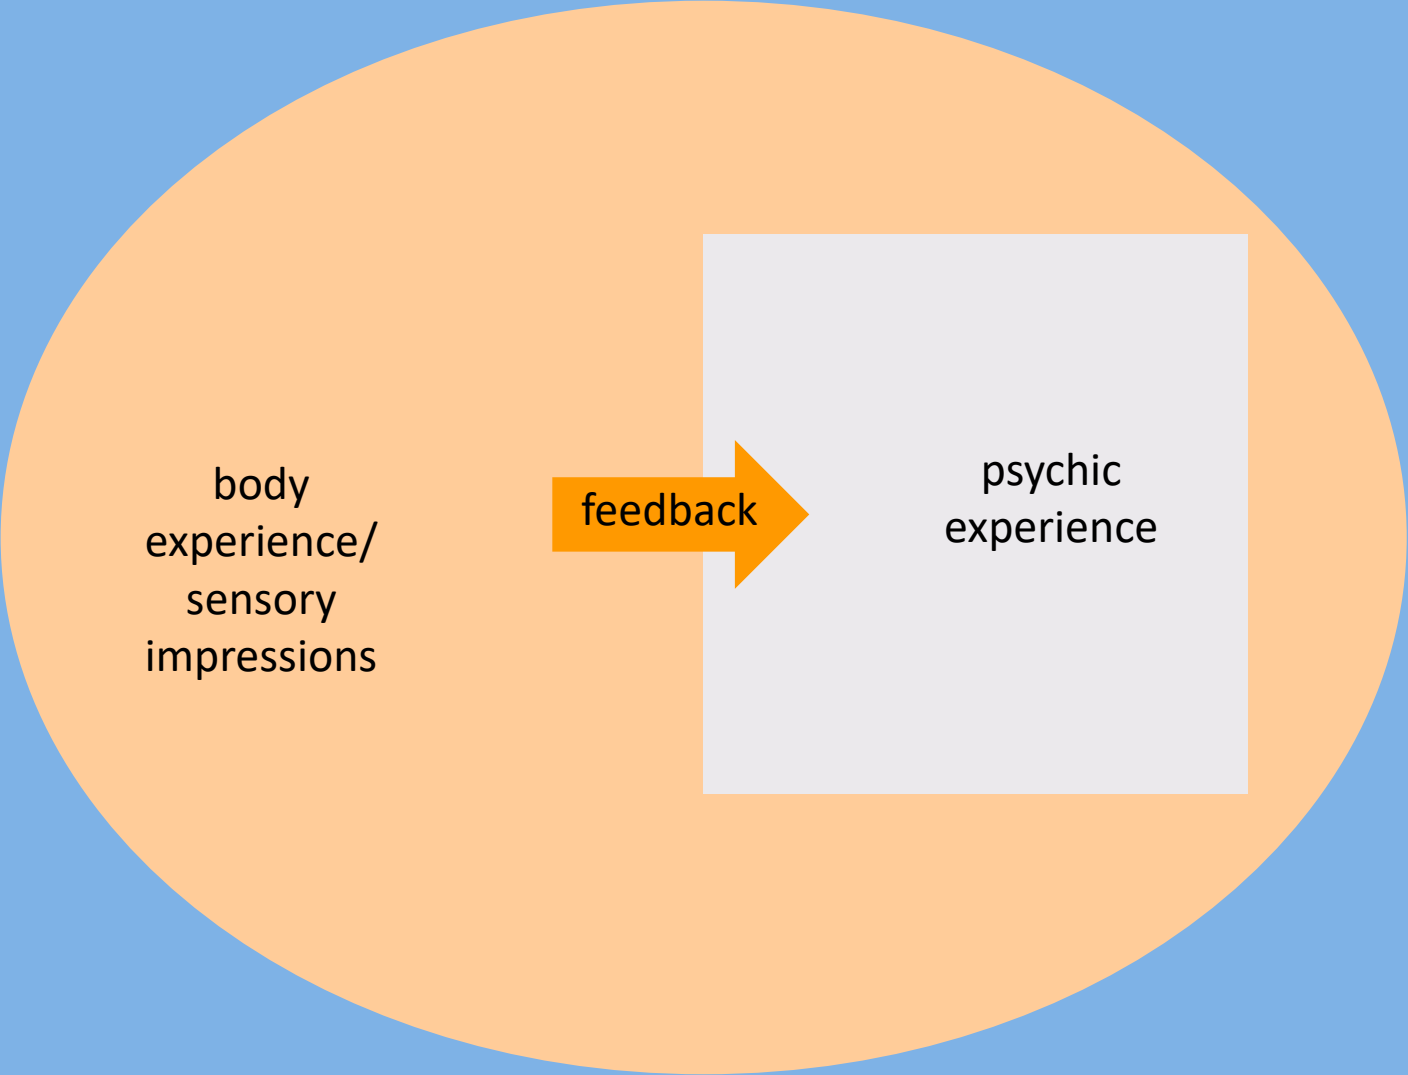 body
experience/
sensory
impressions
feedback
psychic
experience